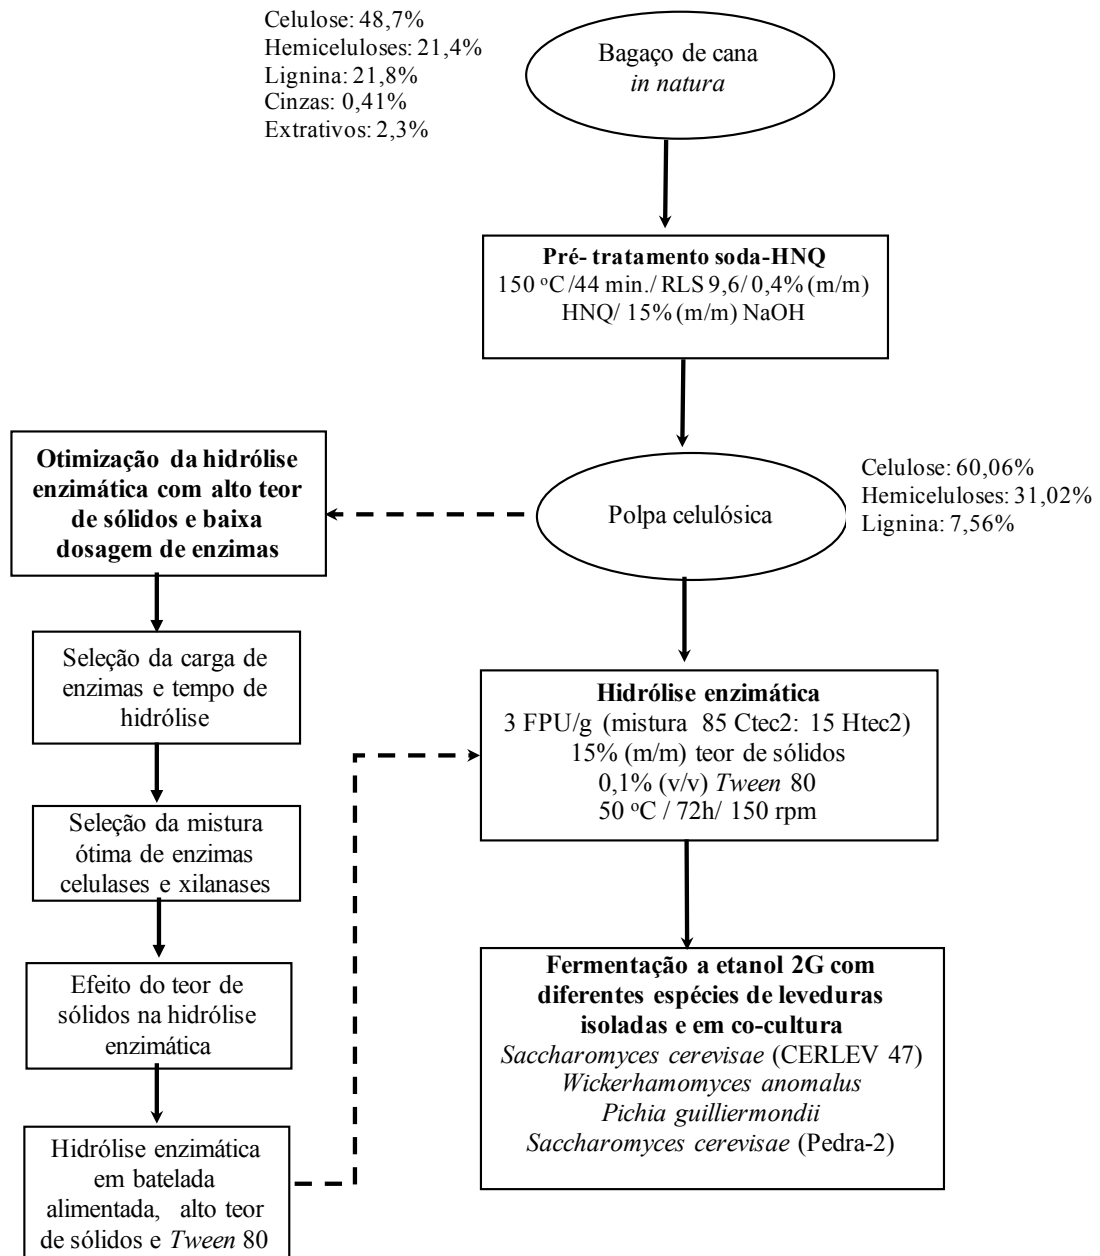 Celulose: 48,7%
Hemiceluloses: 21,4%
Lignina: 21,8%
Cinzas: 0,41%
Extrativos: 2,3%
Bagaço de cana
in natura
Pré- tratamento soda-HNQ
150 ºC /44 min./ RLS 9,6/ 0,4% (m/m)
HNQ/ 15% (m/m) NaOH
Polpa celulósica
Celulose: 60,06%
Hemiceluloses: 31,02%
Lignina: 7,56%
Otimização da hidrólise
enzimática com alto teor
de sólidos e baixa
dosagem de enzimas
Seleção da carga de
enzimas e tempo de
hidrólise
Seleção da mistura
ótima de enzimas
celulases e xilanases
Efeito do teor de
sólidos na hidrólise
enzimática
Hidrólise enzimática
em batelada
alimentada, alto teor
de sólidos e Tween 80
Hidrólise enzimática
3 FPU/g (mistura 85 Ctec2: 15 Htec2)
15% (m/m) teor de sólidos
0,1% (v/v) Tween 80
50 ºC / 72h/ 150 rpm
Fermentação a etanol 2G com
diferentes espécies de leveduras
isoladas e em co-cultura
Saccharomyces cerevisae (CERLEV 47)
Wickerhamomyces anomalus
Pichia guilliermondii
Saccharomyces cerevisae (Pedra-2)